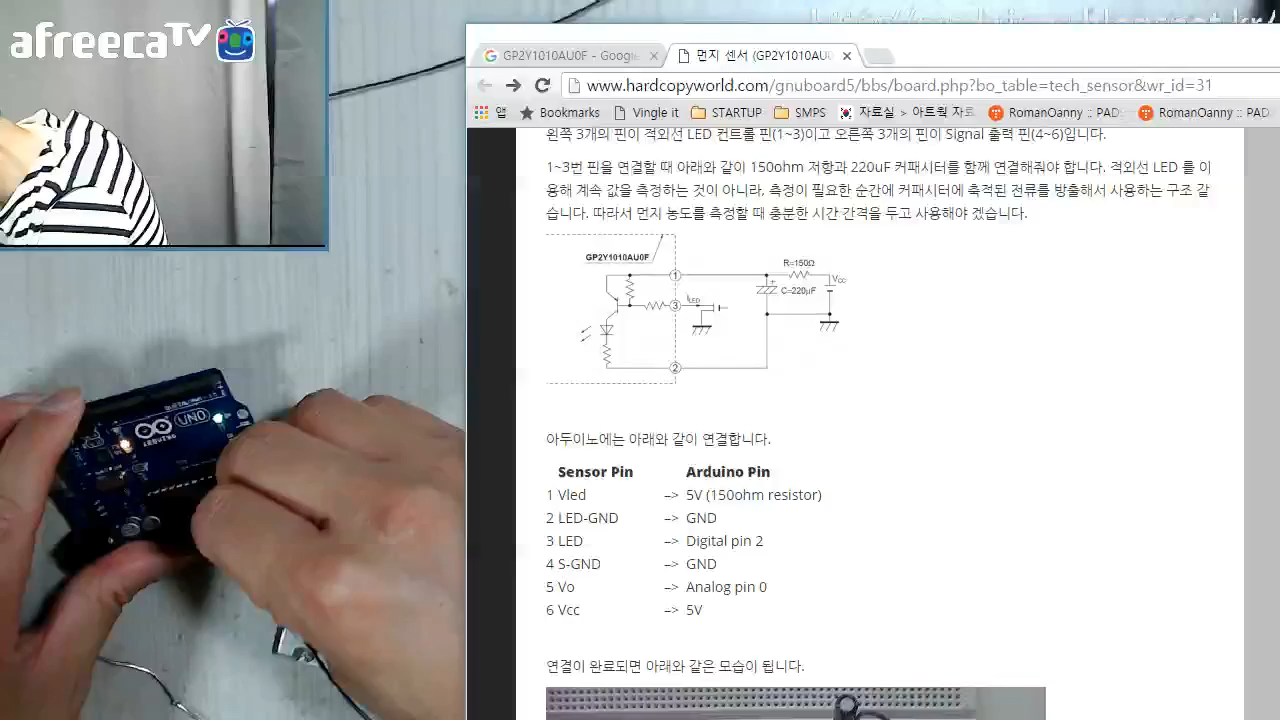 afreecaTV
GP2Y1010AU0F - Google
먼지 센서 (GP2Y1010AU0
www.hardcopyworld.com/gnuboard5/bbs/board.php?bo_table=tech_sensor&wr_id=31
앱
Bookmarks
Vingle it
STARTUP
SMPS
자료실 :: 하트웍 자료
RomanOanny :: PAD
RomanOanny :: PAD
왼쪽 3개의 핀이 적외선 LED 컨트롤 핀(1~3)이고 오른쪽 3개의 핀이 Signal 출력 핀(4~6)입니다.
1~3번 핀을 연결할 때 아래와 같이 150ohm 저항과 220uF 커패시터를 함께 연결해줘야 합니다. 적외선 LED 를 이
용해 계속 값을 측정하는 것이 아니라, 측정이 필요한 순간에 커패시터에 축적된 전류를 방출해서 사용하는 구조 같
습니다. 따라서 먼지 농도를 측정할 때 충분한 시간 간격을 두고 사용해야 겠습니다.
GP2Y1010AU0F
R=150Ω
1
+
VCC
C=220μF
3
ILED
2
아두이노에는 아래와 같이 연결합니다.
Sensor Pin Arduino Pin
1 Vled –> 5V (150ohm resistor)
2 LED-GND –> GND
3 LED –> Digital pin 2
4 S-GND –> GND
5 Vo –> Analog pin 0
6 Vcc –> 5V
연결이 완료되면 아래와 같은 모습이 됩니다.
UNO